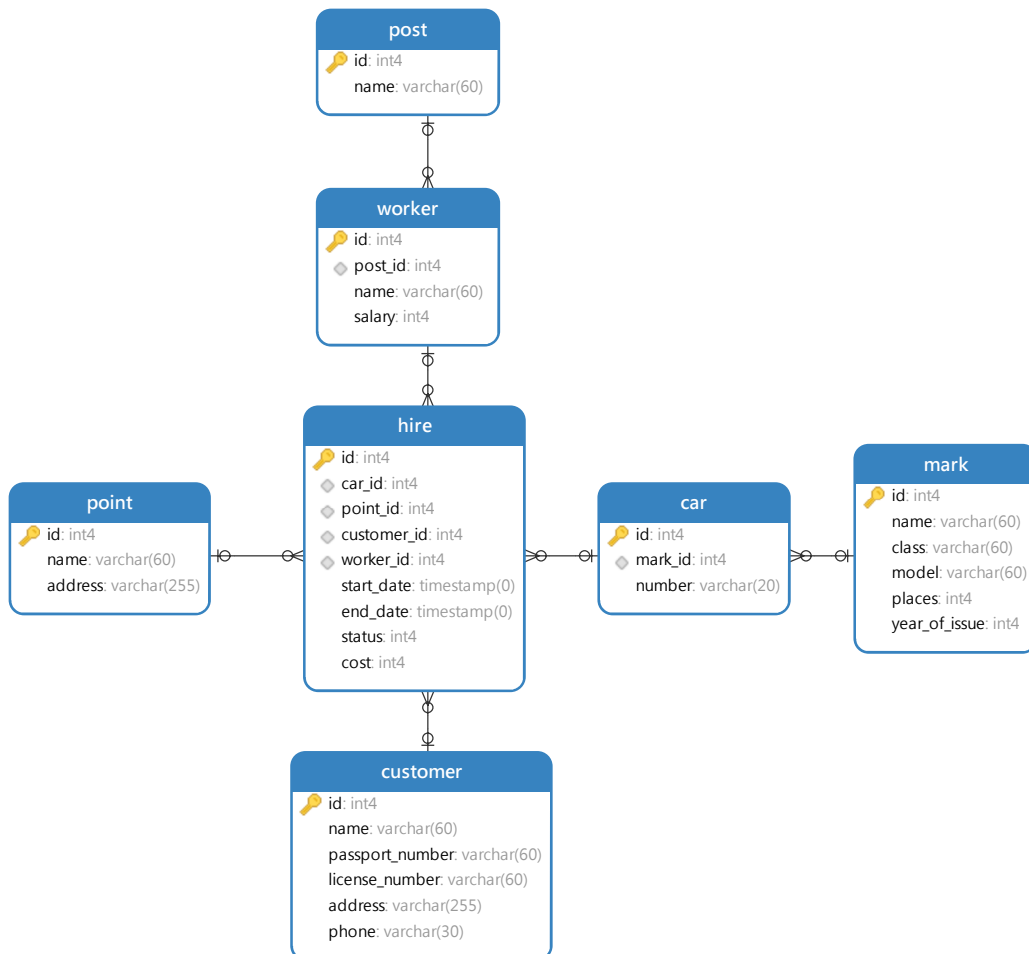 post
id: int4
name: varchar(60)
worker
id: int4
post_id: int4
name: varchar(60)
salary: int4
hire
id: int4
car_id: int4
point_id: int4
customer_id: int4
worker_id: int4
start_date: timestamp(0)
end_date: timestamp(0)
status: int4
cost: int4
point
id: int4
name: varchar(60)
address: varchar(255)
car
id: int4
mark_id: int4
number: varchar(20)
mark
id: int4
name: varchar(60)
class: varchar(60)
model: varchar(60)
places: int4
year_of_issue: int4
customer
id: int4
name: varchar(60)
passport_number: varchar(60)
license_number: varchar(60)
address: varchar(255)
phone: varchar(30)